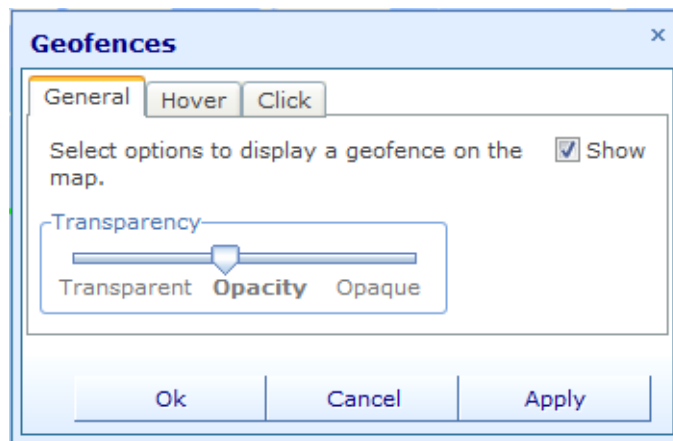 Geofences
General Hover Click
Select options to display a geofence on the Show
map.
Transparency
Transparent Opacity Opaque
Ok Cancel Apply